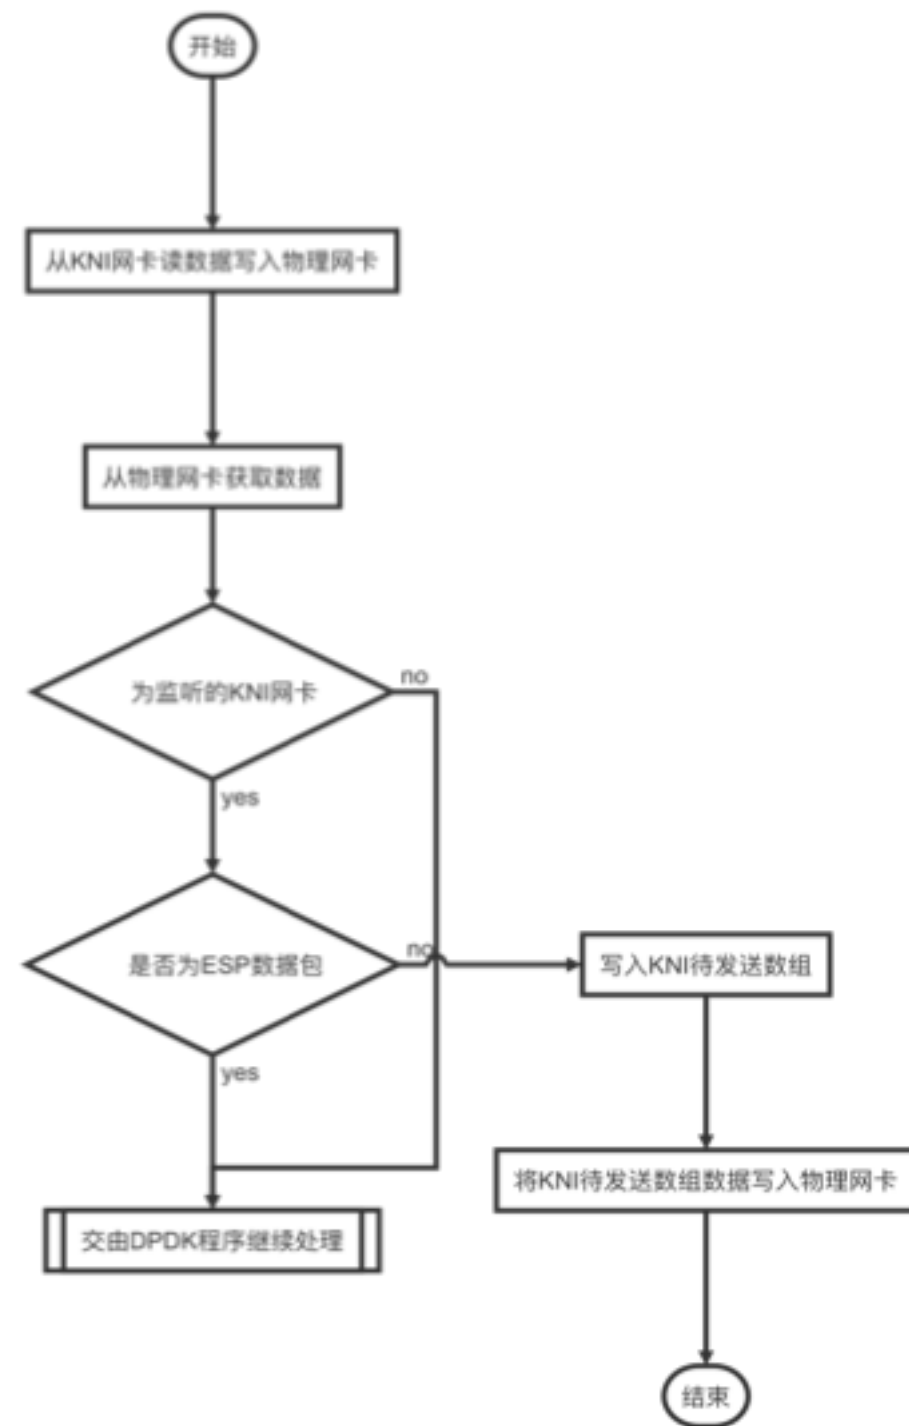 开始
从KNI网卡读数据写入物理网卡
从物理网卡获取数据
为监听的KNI网卡
no
yes
是否为ESP数据包
no
写入KNI待发送数组
yes
将KNI待发送数组数据写入物理网卡
交由DPDK程序继续处理
结束